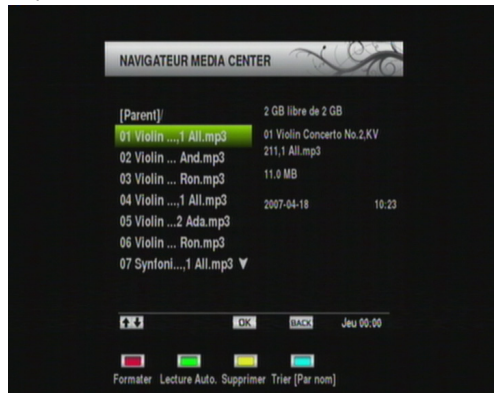 NAVIGATEUR MEDIA CENTER
[Parent]/
01 Violin ...,1 All.mp3
02 Violin ... And.mp3
03 Violin ... Ron.mp3
04 Violin ...,1 All.mp3
05 Violin ...2 Ada.mp3
06 Violin ... Ron.mp3
07 Synfoni...,1 All.mp3
2 GB libre de 2 GB
01 Violin Concerto No.2,KV
211,1 All.mp3
11.0 MB
2007-04-18 10:23
OK BACK Jeu 00:00
Formater Lecture Auto. Supprimer Trier [Par nom]